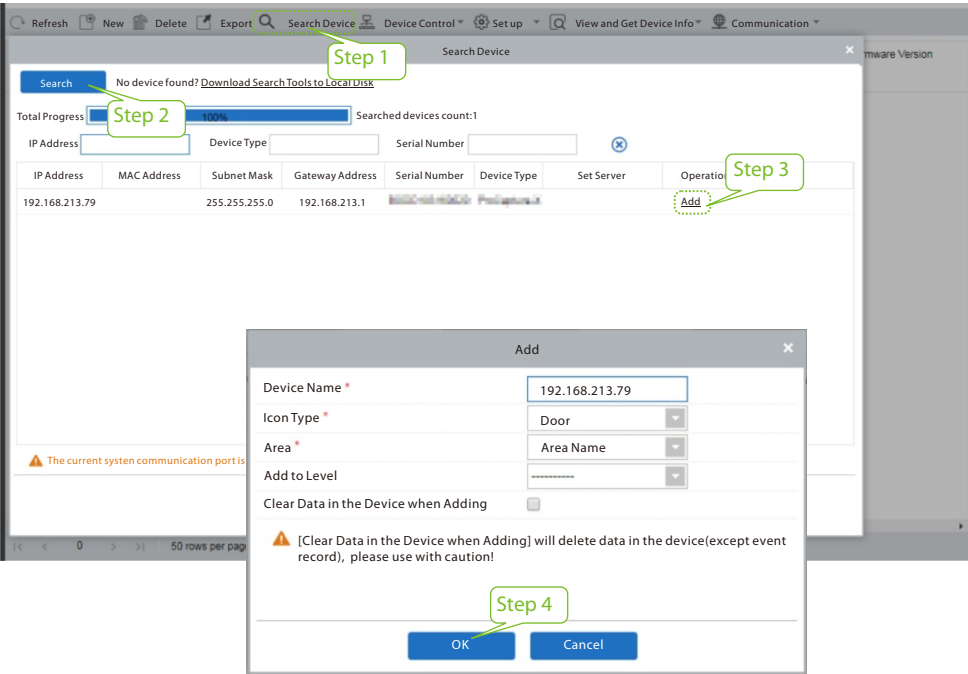 Refresh New Delete Export Search Device Device Control Set up View and Get Device Info Communication
Search Device
Step 1
rmware Version
Search No device found? Download Search Tools to Local Disk
Step 2
Total Progress 100% Searched devices count:1
IP Address Device Type Serial Number
Step 3
IP Address MAC Address Subnet Mask Gateway Address Serial Number Device Type Set Server Operation
192.168.213.79 255.255.255.0 192.168.213.1 Add
Add
Device Name * 192.168.213.79
Icon Type * Door
Area * Area Name
Add to Level ----------
Clear Data in the Device when Adding
The current systen communication port is
[Clear Data in the Device when Adding] will delete data in the device(except event
record), please use with caution!
0 50 rows per pag
Step 4
OK Cancel